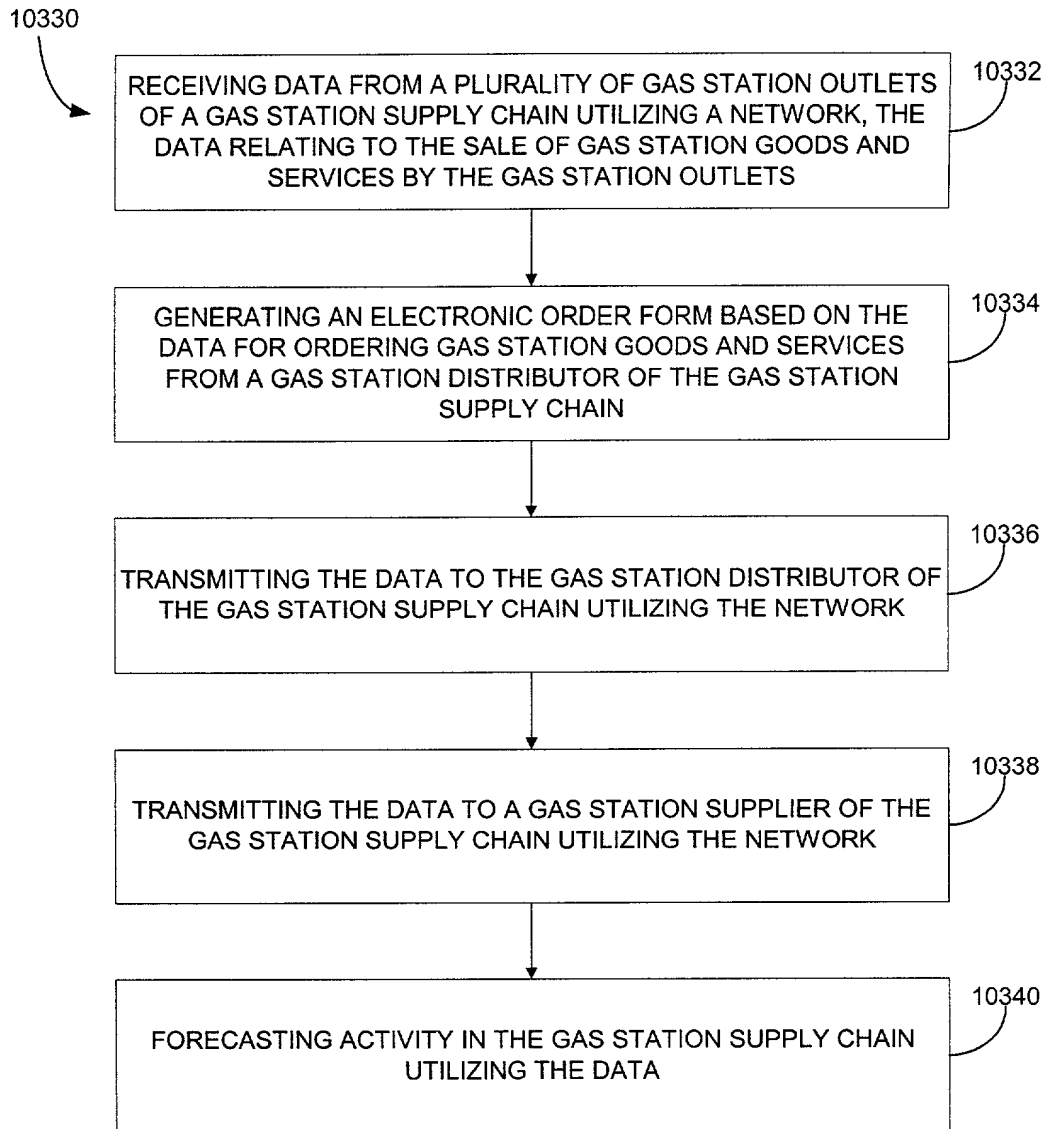 10330
RECEIVING DATA FROM A PLURALITY OF GAS STATION OUTLETS
OF A GAS STATION SUPPLY CHAIN UTILIZING A NETWORK, THE
DATA RELATING TO THE SALE OF GAS STATION GOODS AND
SERVICES BY THE GAS STATION OUTLETS
10332
GENERATING AN ELECTRONIC ORDER FORM BASED ON THE
DATA FOR ORDERING GAS STATION GOODS AND SERVICES
FROM A GAS STATION DISTRIBUTOR OF THE GAS STATION
SUPPLY CHAIN
10334
TRANSMITTING THE DATA TO THE GAS STATION DISTRIBUTOR OF
THE GAS STATION SUPPLY CHAIN UTILIZING THE NETWORK
10336
TRANSMITTING THE DATA TO A GAS STATION SUPPLIER OF THE
GAS STATION SUPPLY CHAIN UTILIZING THE NETWORK
10338
FORECASTING ACTIVITY IN THE GAS STATION SUPPLY CHAIN
UTILIZING THE DATA
10340